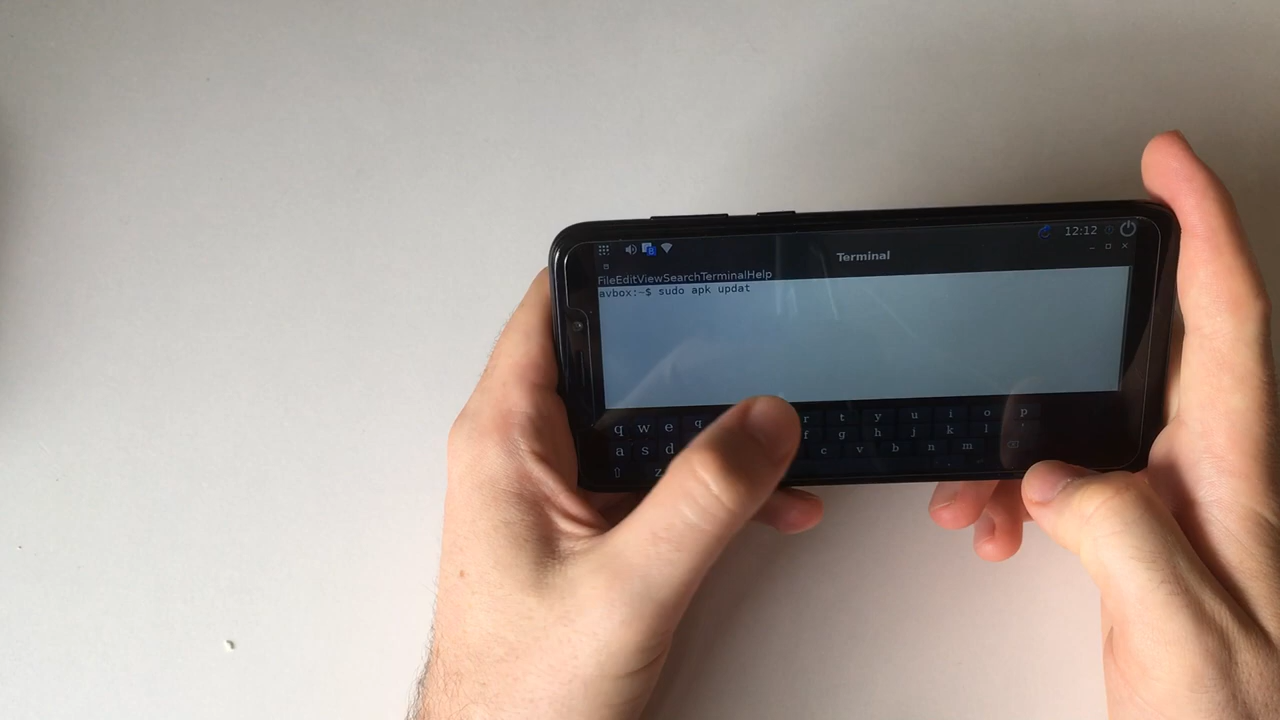 12:12
Terminal
FileEditViewSearchTerminalHelp
avbox:~$ sudo apk updat
q w e q r t y u i o p
a s d f g h j k l '
z c v b n m